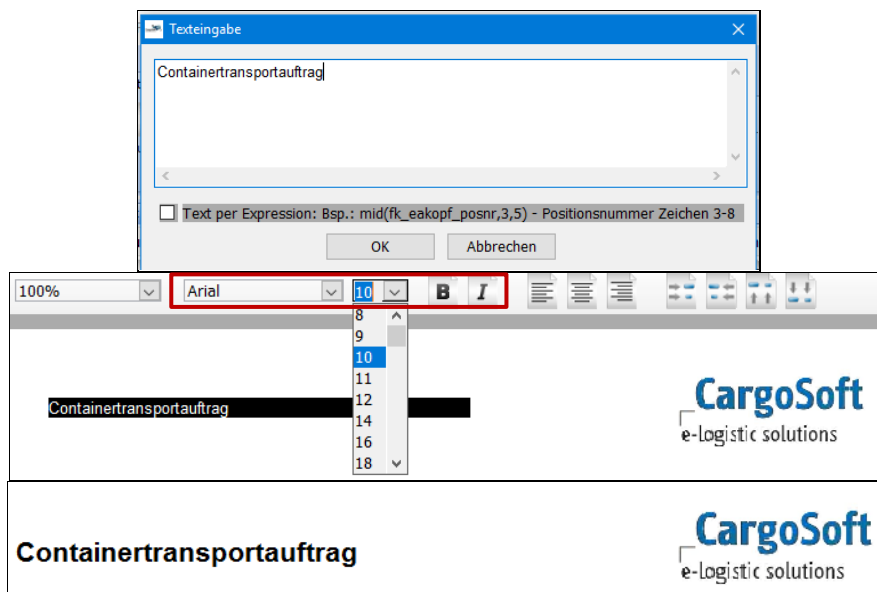 Texteingabe
Containertransportauftrag
Text per Expression: Bsp.: mid(fk_eakopf_posnr,3,5) - Positionsnummer Zeichen 3-8
OK Abbrechen
100% Arial 10 B I
8
9
10
11
12
14
16
18
Containertransportauftrag
CargoSoft
e-Logistic solutions
Containertransportauftrag
CargoSoft
e-Logistic solutions